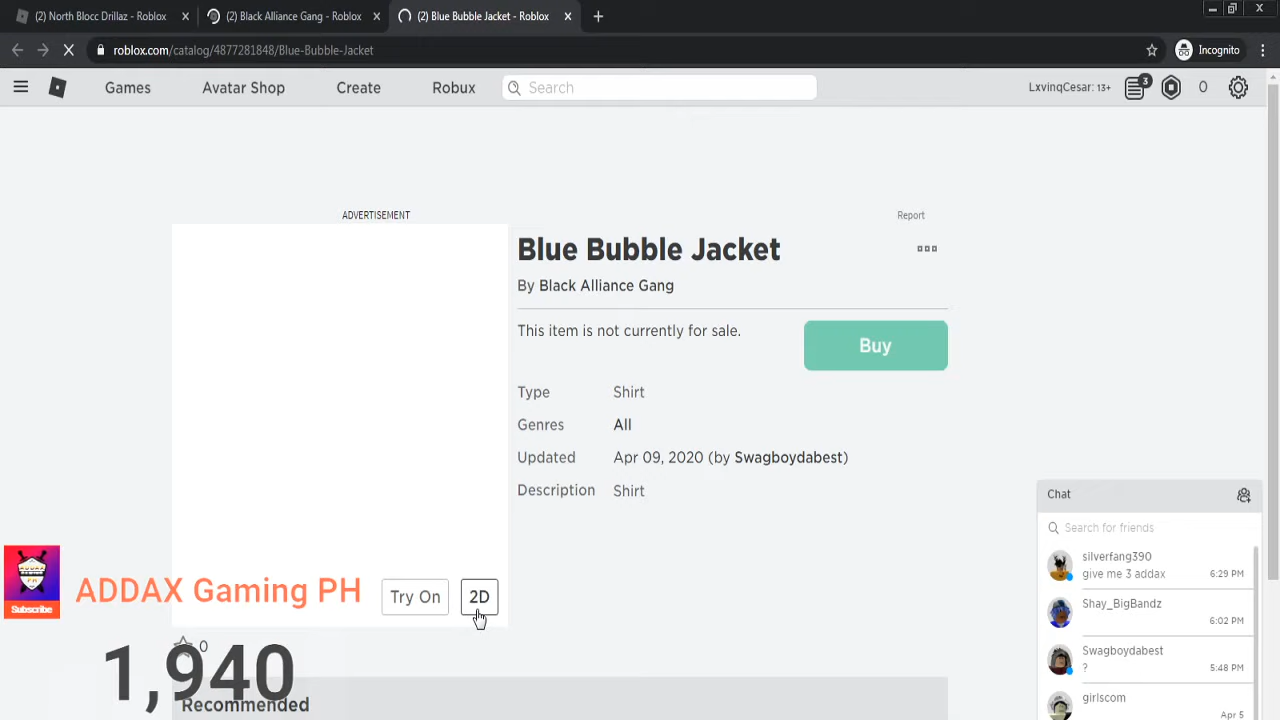 (2) North Blocc Drillaz - Roblox
(2) Black Alliance Gang - Roblox
(2) Blue Bubble Jacket - Roblox
roblox.com/catalog/4877281848/Blue-Bubble-Jacket
Incognito
Games
Avatar Shop
Create
Robux
Search
LxvinqCesar: 13+
3
0
ADVERTISEMENT
Report
Blue Bubble Jacket
By Black Alliance Gang
This item is not currently for sale.
Buy
Type Shirt
Genres All
Updated Apr 09, 2020 (by Swagboydabest)
Description Shirt
Try On
2D
0
Recommended
ADDAX Gaming PH
ADDAX
PH
Subscribe
1,940
Chat
Search for friends
silverfang390
give me 3 addax 6:29 PM
Shay_BigBandz
6:02 PM
Swagboydabest
? 5:48 PM
girlscom
Apr 5